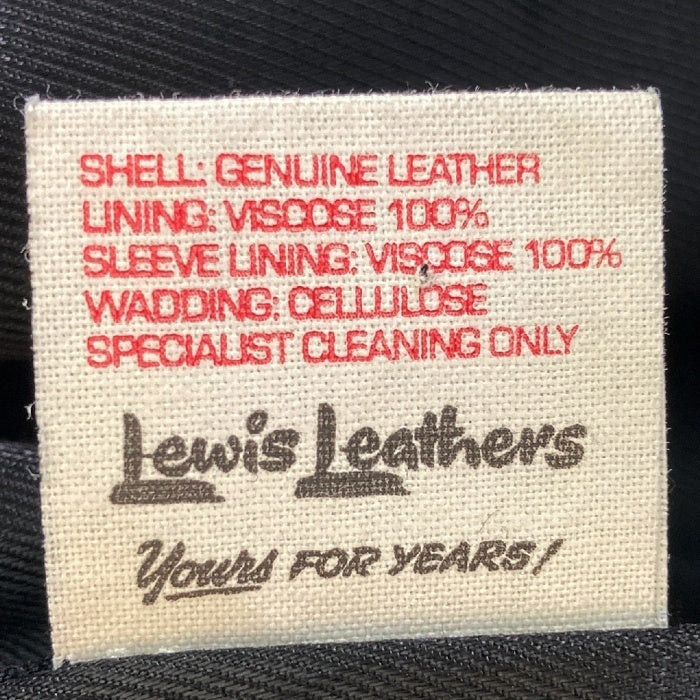 SHELL: GENUINE LEATHER
LINING: VISCOSE 100%
SLEEVE LINING: VISCOSE 100%
WADDING: CELLULOSE
SPECIALIST CLEANING ONLY
Lewis Leathers
Yours FOR YEARS!